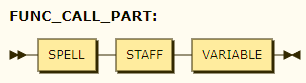 FUNC_CALL_PART:
SPELL STAFF VARIABLE